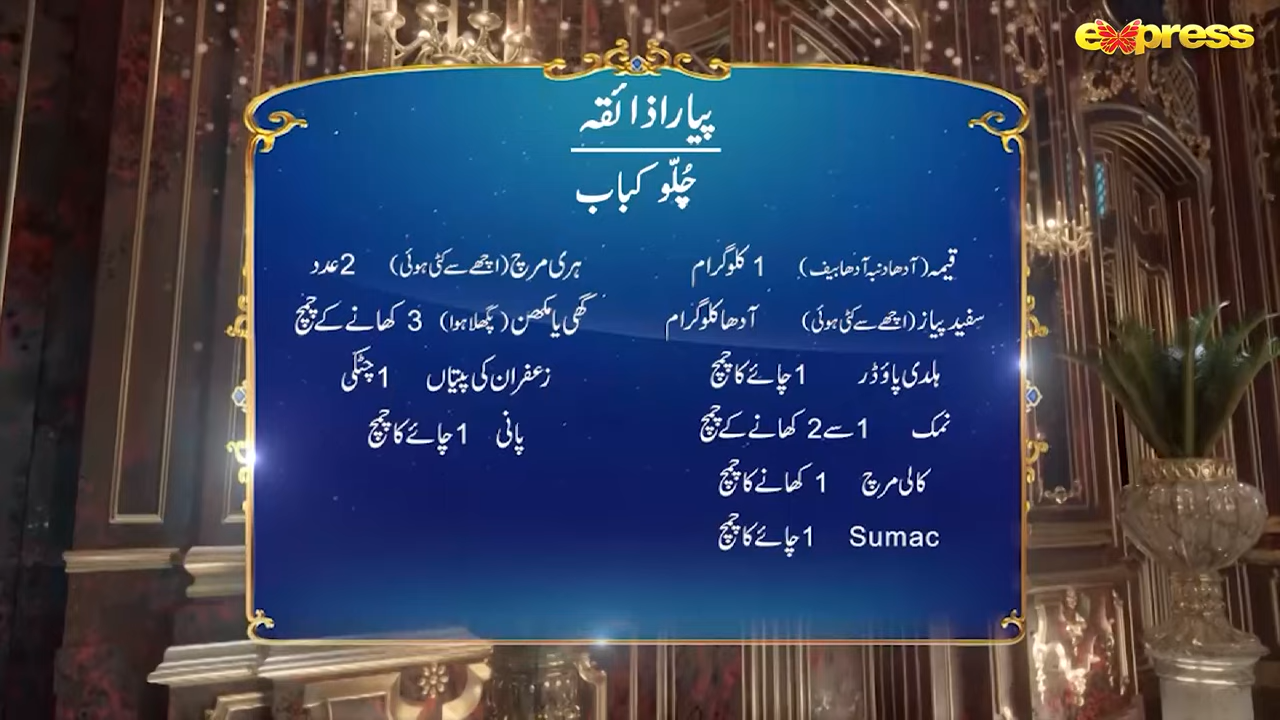 express
پیارا ذائقہ
چُلّو کباب
قیمہ (آدھا دنبہ آدھا بیف) 1 کلوگرام
سفید پیاز (اچھے سے کٹی ہوئی) آدھا کلوگرام
ہلدی پاؤڈر 1 چائے کا چمچ
نمک 1 سے 2 کھانے کے چمچ
کالی مرچ 1 کھانے کا چمچ
Sumac 1 چائے کا چمچ
ہری مرچ (اچھے سے کٹی ہوئی) 2 عدد
گھی یا مکھن (پگھلا ہوا) 3 کھانے کے چمچ
زعفران کی پتیاں 1 چٹکی
پانی 1 چائے کا چمچ